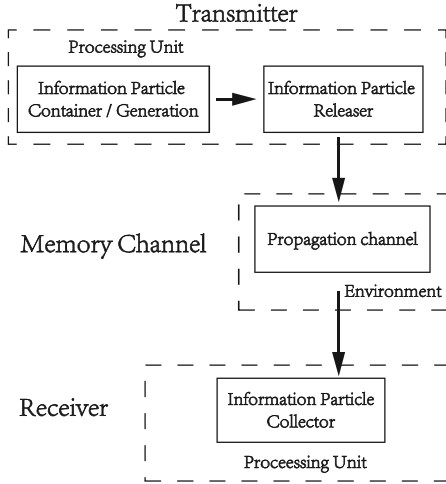 Transmitter
Processing Unit
Information Particle
Container / Generation
Information Particle
Releaser
Memory Channel
Propagation channel
Environment
Receiver
Information Particle
Collector
Proceessing Unit